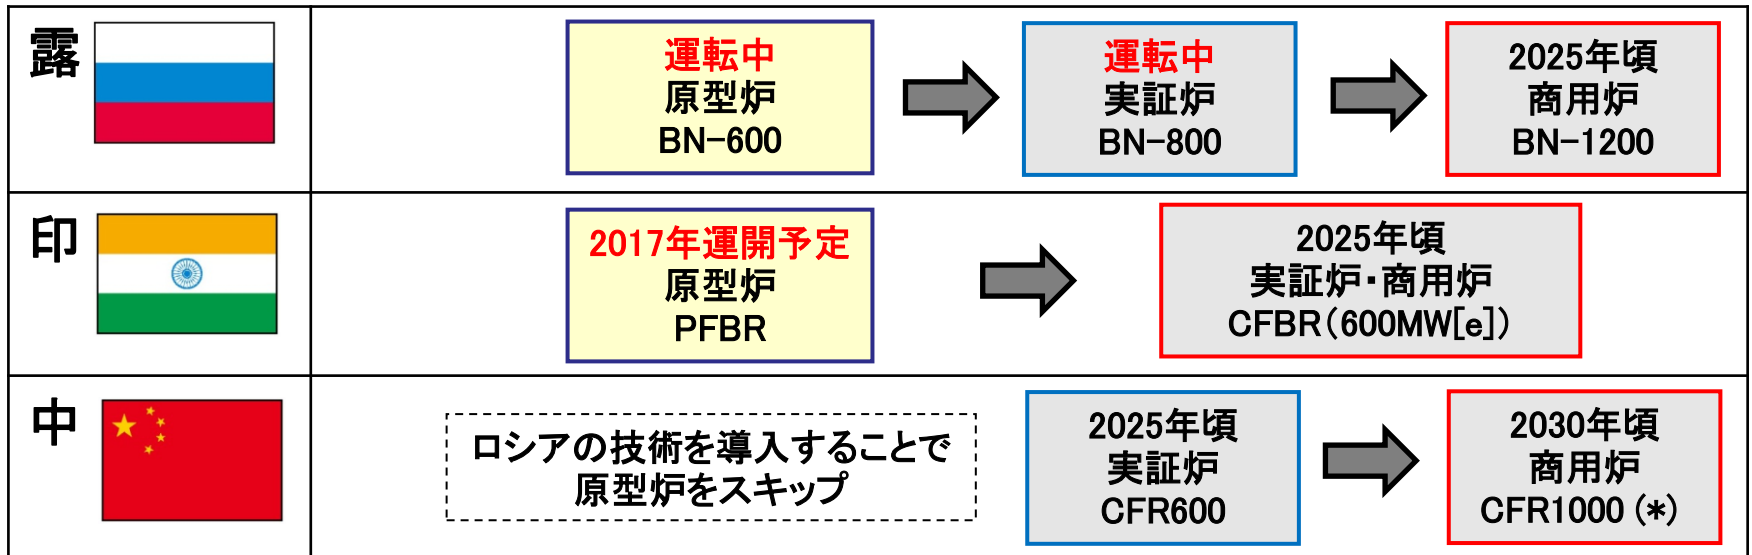 露
運転中
原型炉
BN-600
運転中
実証炉
BN-800
2025年頃
商用炉
BN-1200
印
2017年運開予定
原型炉
PFBR
2025年頃
実証炉・商用炉
CFBR(600MW[e])
中
ロシアの技術を導入することで
原型炉をスキップ
2025年頃
実証炉
CFR600
2030年頃
商用炉
CFR1000 (*)